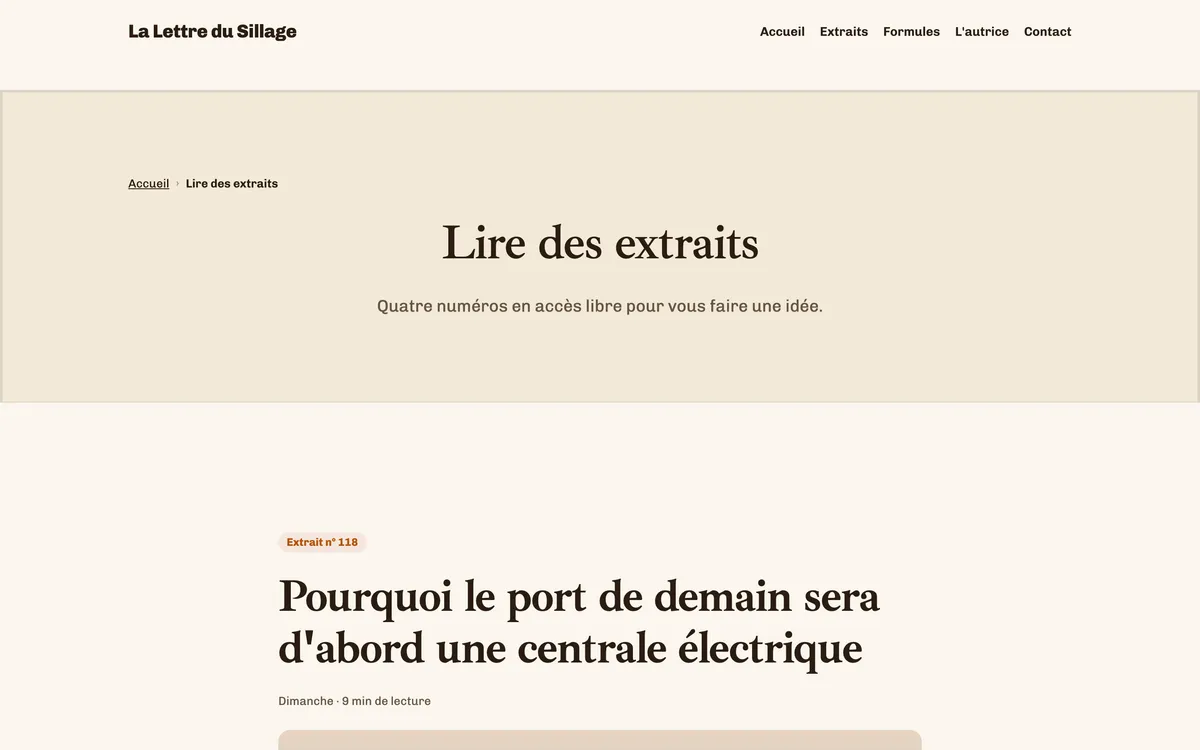 La Lettre du Sillage
Accueil Extraits Formules L'autrice Contact
Accueil › Lire des extraits
Lire des extraits
Quatre numéros en accès libre pour vous faire une idée.
Extrait n° 118
Pourquoi le port de demain sera
d'abord une centrale électrique
Dimanche · 9 min de lecture